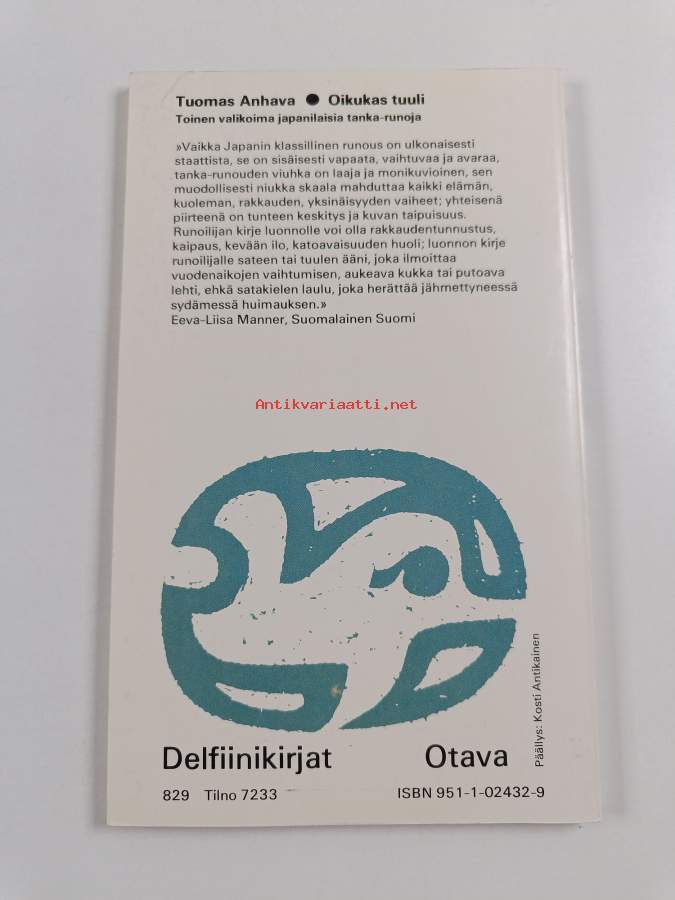 Tuomas Anhava ● Oikukas tuuli
Toinen valikoima japanilaisia tanka-runoja
»Vaikka Japanin klassillinen runous on ulkonaisesti
staattista, se on sisäisesti vapaata, vaihtuvaa ja avaraa,
tanka-runouden viuhka on laaja ja monikuvioinen, sen
muodollisesti niukka skaala mahduttaa kaikki elämän,
kuoleman, rakkauden, yksinäisyyden vaiheet; yhteisenä
piirteenä on tunteen keskitys ja kuvan taipuisuus.
Runoilijan kirje luonnolle voi olla rakkaudentunnustus,
kaipaus, kevään ilo, katoavaisuuden huoli; luonnon kirje
runoilijalle sateen tai tuulen ääni, joka ilmoittaa
vuodenaikojen vaihtumisen, aukeava kukka tai putoava
lehti, ehkä satakielen laulu, joka herättää jähmettyneessä
sydämessä huimauksen.»
Eeva-Liisa Manner, Suomalainen Suomi
Antikvariaatti.net
Päällys: Kosti Antikainen
Delfiinikirjat Otava
829 Tilno 7233 ISBN 951-1-02432-9